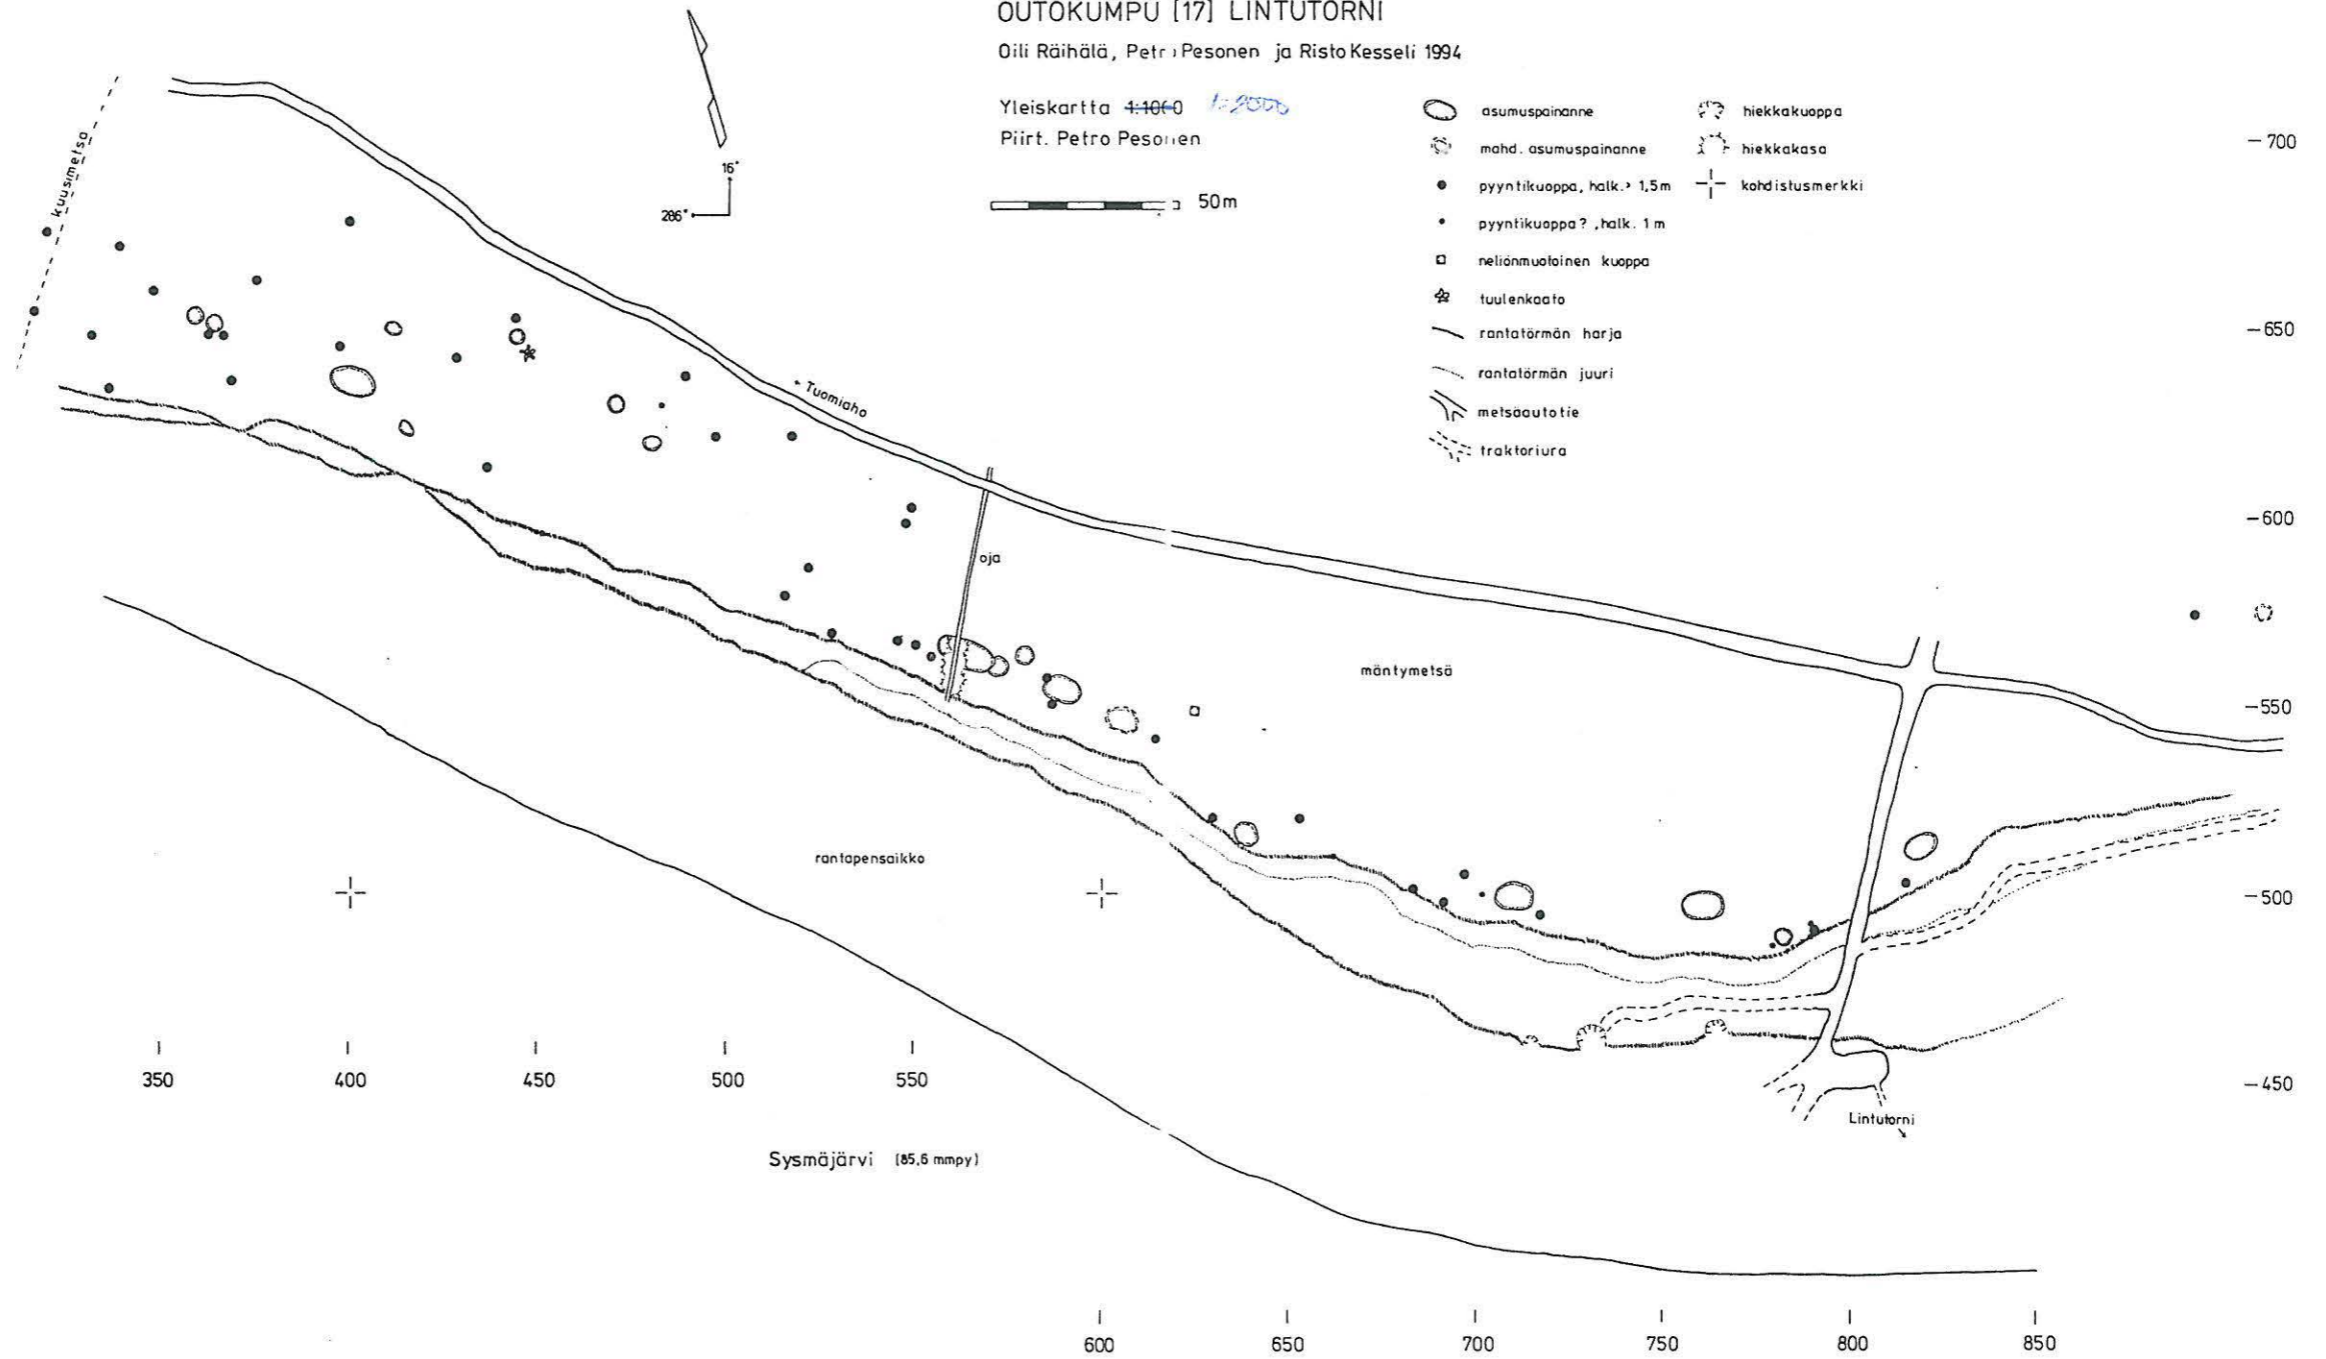 OUTOKUMPU [17] LINTUTORNI
Oili Räihälä, Petri Pesonen ja Risto Kesseli 1994
Yleiskartta 1:1000 1:2000
Piirt. Petro Pesonen
50m
16°
286°
asumuspainanne
mahd. asumuspainanne
pyyntikuoppa, halk.> 1,5m
pyyntikuoppa?, halk. 1 m
neliönmuotoinen kuoppa
tuulenkaato
rantatörmän harja
rantatörmän juuri
metsäautotie
traktoriura
hiekkakuoppa
hiekkakasa
kohdistusmerkki
kuusimetsä
Tuomiaho
oja
mäntymetsä
rantapensaikko
Sysmäjärvi (85,6 mmpy)
Lintutorni
700
650
600
550
500
450
350 400 450 500 550
600 650 700 750 800 850